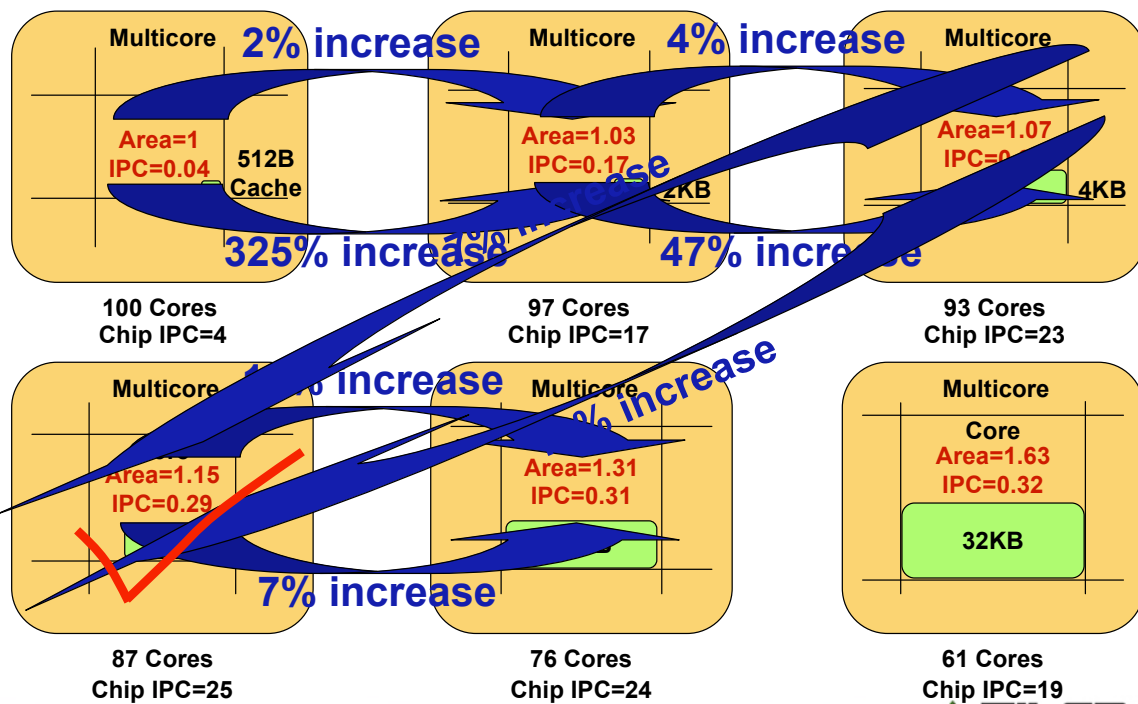 2% increase
4% increase
Multicore
Multicore
Multicore
Area=1
IPC=0.04
512B
Cache
Area=1.03
IPC=0.17
2KB
Area=1.07
4KB
325% increase
7% increase
47% increase
100 Cores
Chip IPC=4
97 Cores
Chip IPC=17
93 Cores
Chip IPC=23
increase
% increase
Multicore
Multicore
Multicore
Area=1.15
IPC=0.29
Area=1.31
IPC=0.31
Core
Area=1.63
IPC=0.32
32KB
7% increase
87 Cores
Chip IPC=25
76 Cores
Chip IPC=24
61 Cores
Chip IPC=19